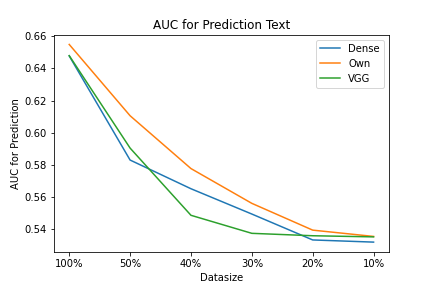 AUC for Prediction Text
Dense
Own
VGG
AUC for Prediction
0.66
0.64
0.62
0.60
0.58
0.56
0.54
100%
50%
40%
30%
20%
10%
Datasize